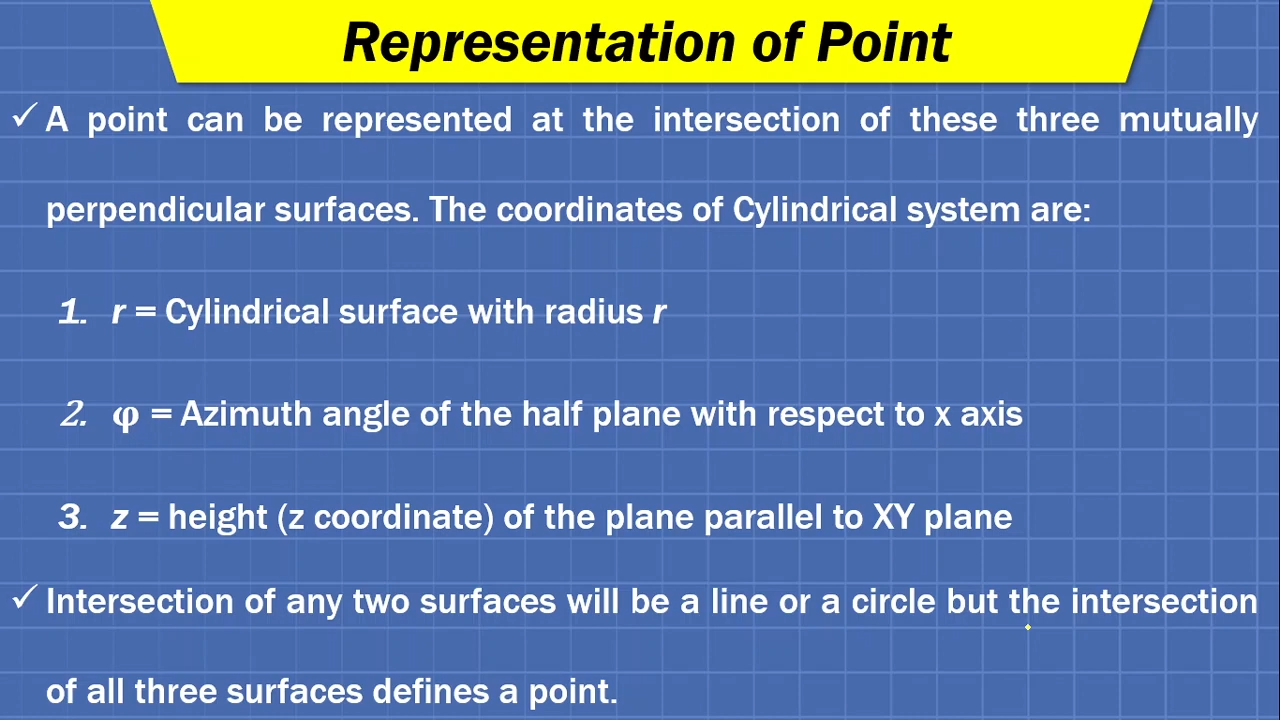 Representation of Point
✓ A point can be represented at the intersection of these three mutually
perpendicular surfaces. The coordinates of Cylindrical system are:
1. r = Cylindrical surface with radius r
2. φ = Azimuth angle of the half plane with respect to x axis
3. z = height (z coordinate) of the plane parallel to XY plane
✓ Intersection of any two surfaces will be a line or a circle but the intersection
of all three surfaces defines a point.